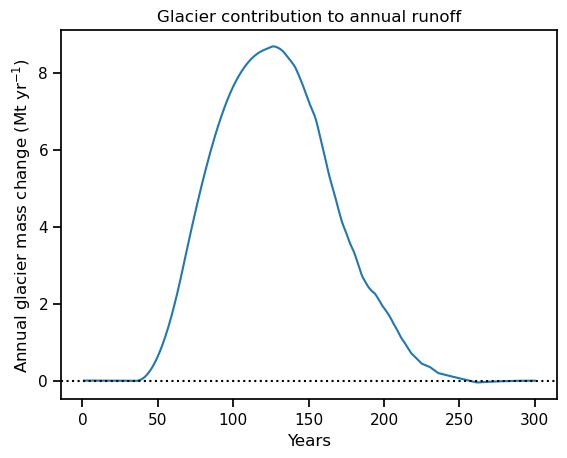 Glacier contribution to annual runoff
Annual glacier mass change (Mt yr⁻¹)
8
6
4
2
0
0 50 100 150 200 250 300
Years